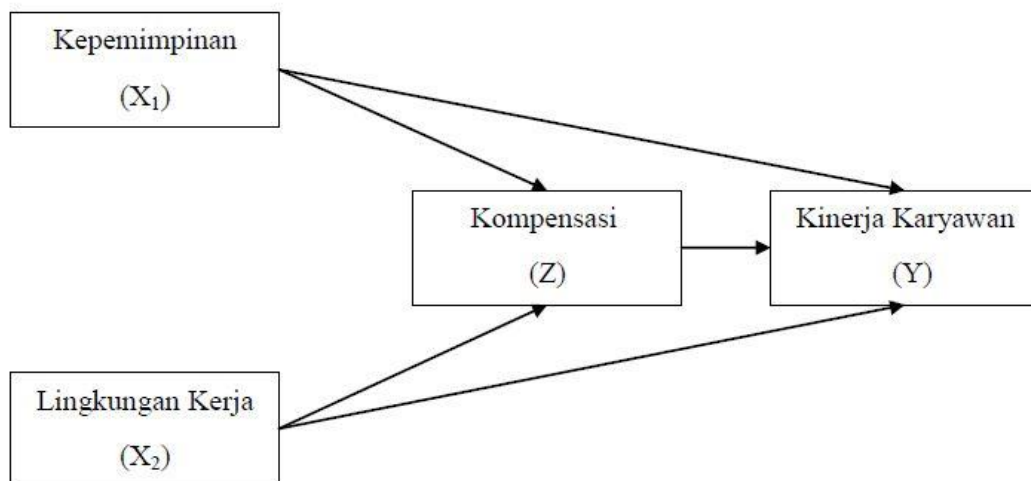 Kepemimpinan
(X₁)
Kompensasi
(Z)
Kinerja Karyawan
(Y)
Lingkungan Kerja
(X₂)